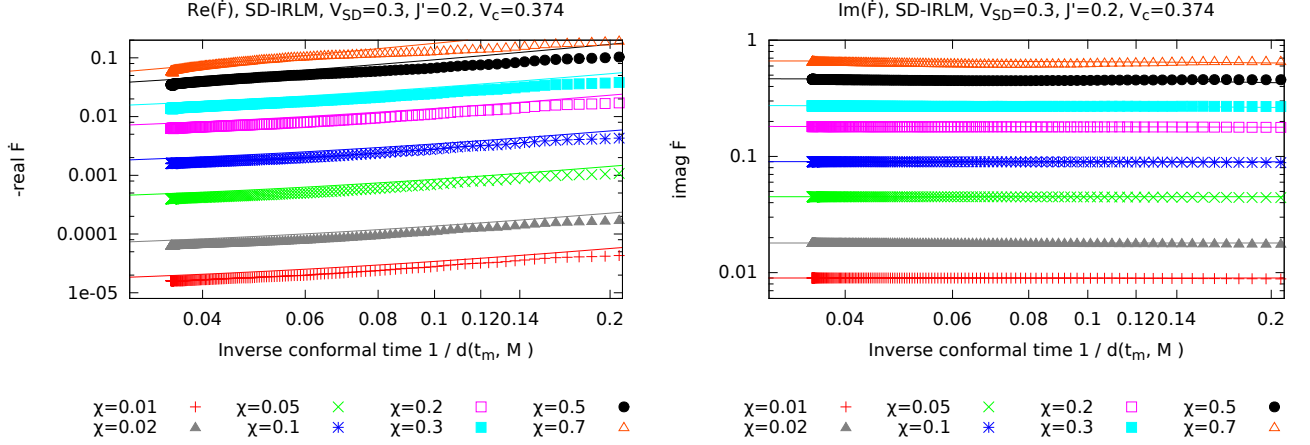 Re(Ḟ), SD-IRLM, V_SD=0.3, J'=0.2, V_c=0.374
0.1
0.01
0.001
0.0001
1e-05
-real Ḟ
0.04 0.06 0.08 0.1 0.12 0.14 0.2
Inverse conformal time 1 / d(t_m, M )
χ=0.01 χ=0.05 χ=0.2 χ=0.5
χ=0.02 χ=0.1 χ=0.3 χ=0.7
Im(Ḟ), SD-IRLM, V_SD=0.3, J'=0.2, V_c=0.374
1
0.1
0.01
imag Ḟ
0.04 0.06 0.08 0.1 0.12 0.14 0.2
Inverse conformal time 1 / d(t_m, M )
χ=0.01 χ=0.05 χ=0.2 χ=0.5
χ=0.02 χ=0.1 χ=0.3 χ=0.7